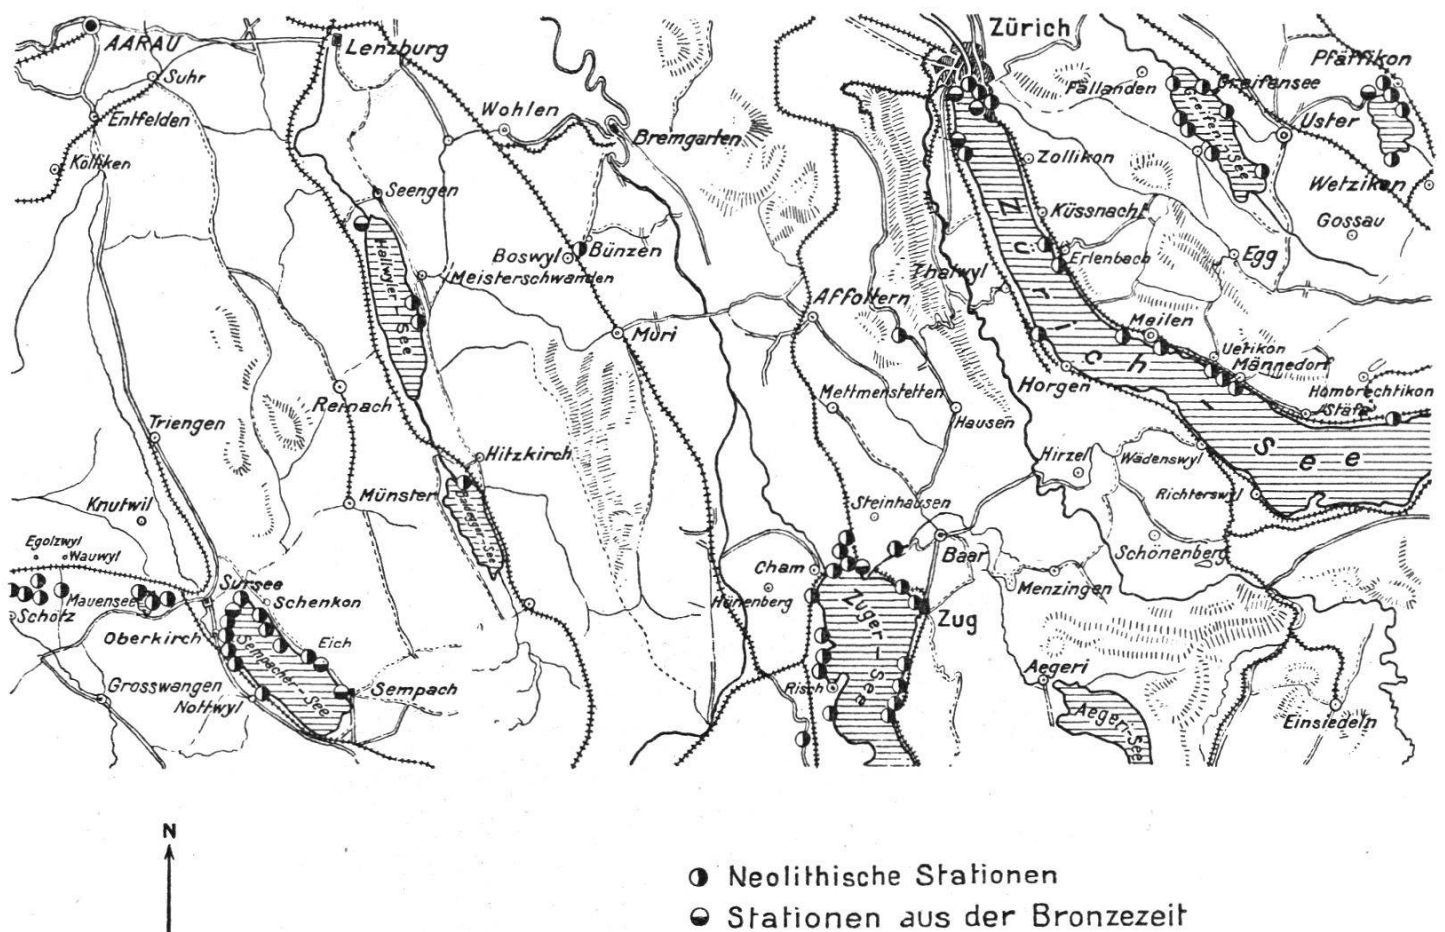 Zürich
AARAU
Lenzburg
Pfäffikon
Suhr
Fällanden
Greifensee
Entfelden
Wohlen
Bremgarten
Uster
Greifen-See
Kölliken
Zollikon
Seengen
Wetzikon
Küssnacht
Gossau
Boswyl
Bünzen
Erlenbach
Egg
Meisterschwanden
Thalwyl
Hallwyler-See
Affoltern
Zürich-See
Muri
Meilen
Uetikon
Männedorf
Horgen
Reinach
Mettmenstetten
Hausen
Hombrechtikon
Stäfa
Triengen
Hitzkirch
Hirzel
Wädenswyl
Münster
Richterswyl
Knutwil
Steinhausen
Egolzwyl
Wauwyl
Baar
Schönenberg
Cham
Menzingen
Sursee
Mauensee
Schenkon
Hünenberg
Schötz
Zuger-See
Zug
Oberkirch
Eich
Sempacher-See
Aegeri
Grosswangen
Sempach
Risch
Nottwyl
Aegeri-See
Einsiedeln
N
Neolithische Stationen
Stationen aus der Bronzezeit